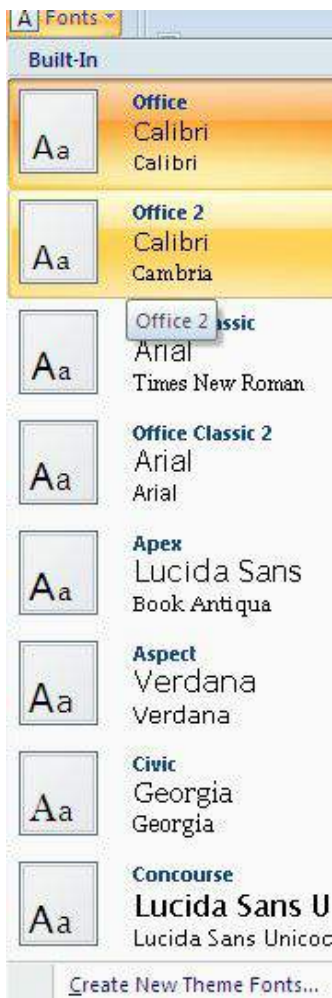 A Fonts
Built-In
Aa
Office
Calibri
Calibri
Aa
Office 2
Calibri
Cambria
Office 2
Aa
Arial
Times New Roman
Aa
Office Classic 2
Arial
Arial
Aa
Apex
Lucida Sans
Book Antiqua
Aa
Aspect
Verdana
Verdana
Aa
Civic
Georgia
Georgia
Aa
Concourse
Lucida Sans U
Lucida Sans Unicod
Create New Theme Fonts...